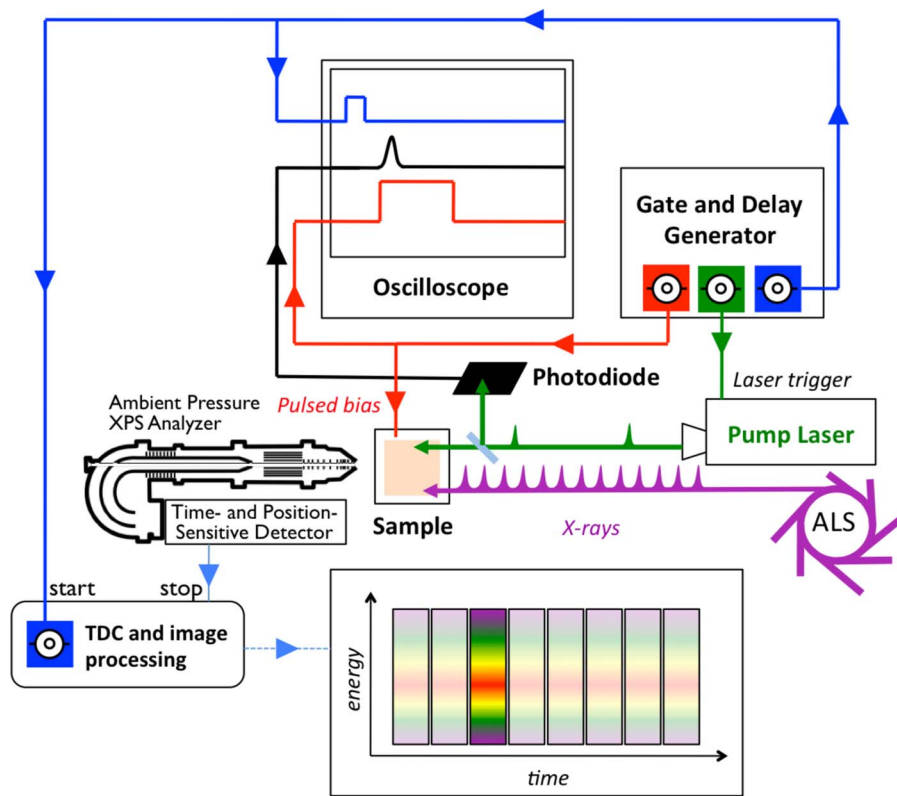 Oscilloscope
Gate and Delay
Generator
Photodiode
Laser trigger
Pulsed bias
Ambient Pressure
XPS Analyzer
Pump Laser
Time- and Position-
Sensitive Detector
Sample
X-rays
ALS
start
stop
TDC and image
processing
energy
time